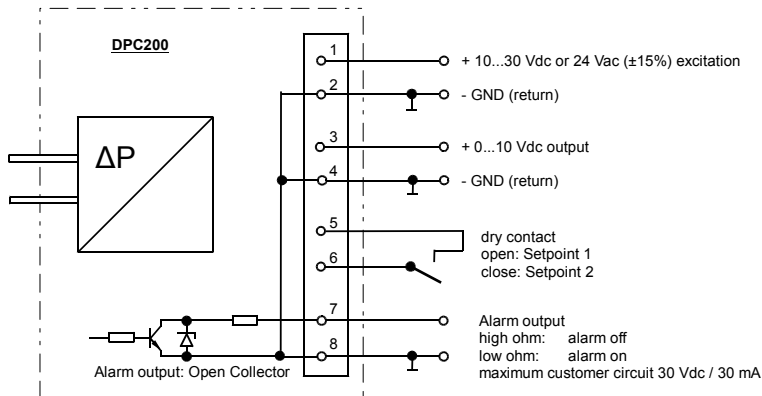 DPC200
1
+ 10...30 Vdc or 24 Vac (±15%) excitation
2
- GND (return)
ΔP
3
+ 0...10 Vdc output
4
- GND (return)
5
dry contact
open: Setpoint 1
6
close: Setpoint 2
7
Alarm output
high ohm: alarm off
8
low ohm: alarm on
Alarm output: Open Collector
maximum customer circuit 30 Vdc / 30 mA